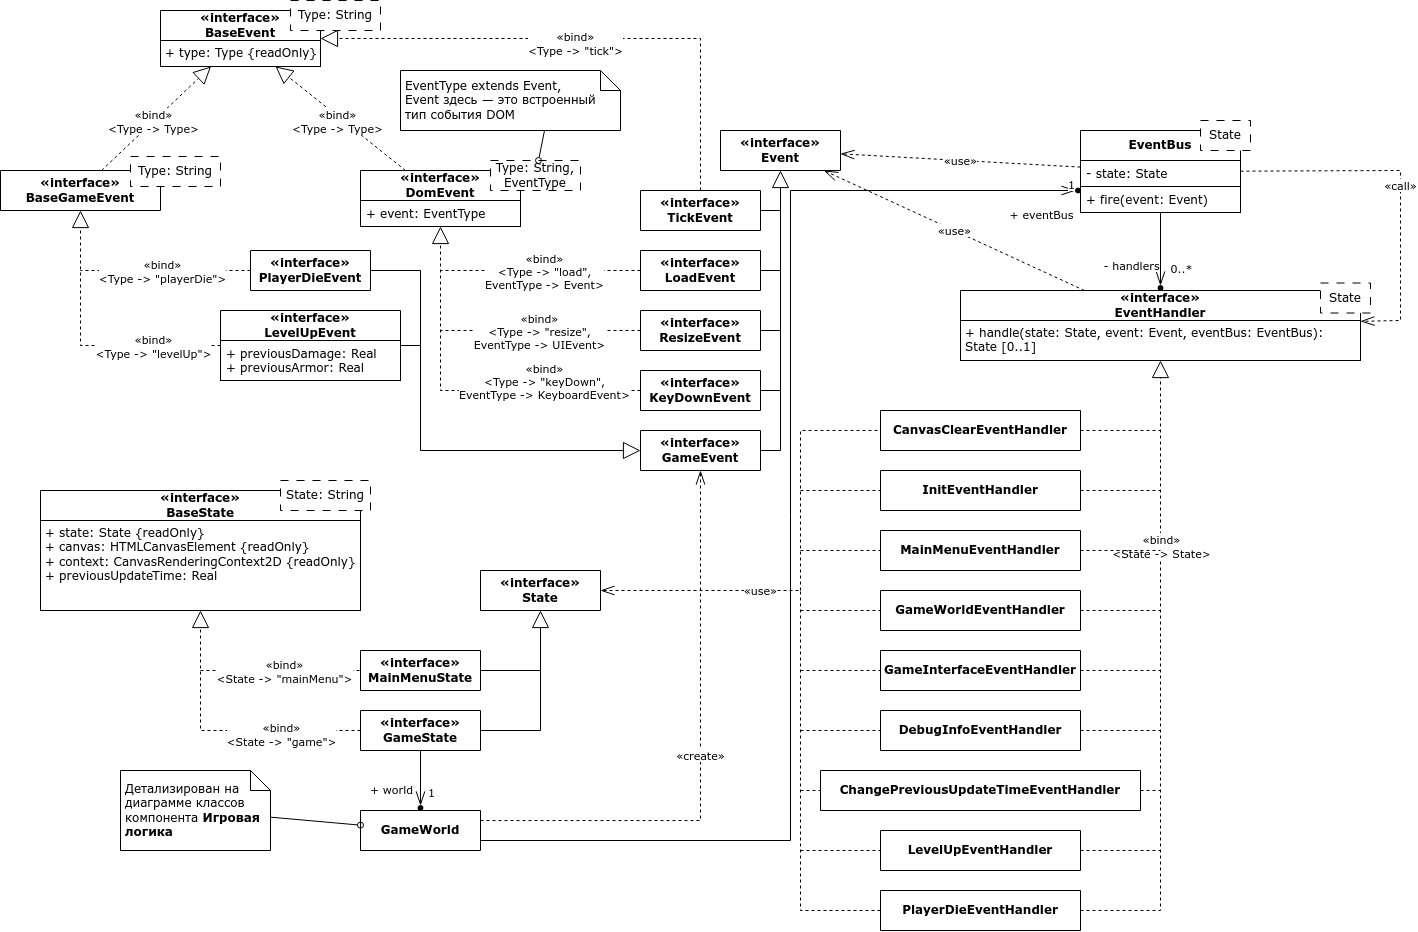 «interface»
BaseEvent
Type: String
+ type: Type {readOnly}
«bind»
<Type -> "tick">
EventType extends Event,
Event здесь — это встроенный
тип события DOM
«bind»
<Type -> Type>
«bind»
<Type -> Type>
«interface»
BaseGameEvent
Type: String
«interface»
DomEvent
Type: String,
EventType
+ event: EventType
«interface»
Event
«use»
EventBus
State
- state: State
+ fire(event: Event)
«call»
1
+ eventBus
«use»
- handlers
0..*
«interface»
TickEvent
«bind»
<Type -> "playerDie">
«interface»
PlayerDieEvent
«bind»
<Type -> "load",
EventType -> Event>
«interface»
LoadEvent
«interface»
EventHandler
State
+ handle(state: State, event: Event, eventBus: EventBus):
State [0..1]
«bind»
<Type -> "levelUp">
«interface»
LevelUpEvent
+ previousDamage: Real
+ previousArmor: Real
«bind»
<Type -> "resize",
EventType -> UIEvent>
«interface»
ResizeEvent
«bind»
<Type -> "keyDown",
EventType -> KeyboardEvent>
«interface»
KeyDownEvent
«interface»
GameEvent
«interface»
BaseState
State: String
+ state: State {readOnly}
+ canvas: HTMLCanvasElement {readOnly}
+ context: CanvasRenderingContext2D {readOnly}
+ previousUpdateTime: Real
«interface»
State
«use»
«bind»
<State -> "mainMenu">
«interface»
MainMenuState
«bind»
<State -> "game">
«interface»
GameState
«create»
+ world
1
Детализирован на
диаграмме классов
компонента Игровая
логика
GameWorld
CanvasClearEventHandler
InitEventHandler
MainMenuEventHandler
«bind»
<State -> State>
GameWorldEventHandler
GameInterfaceEventHandler
DebugInfoEventHandler
ChangePreviousUpdateTimeEventHandler
LevelUpEventHandler
PlayerDieEventHandler